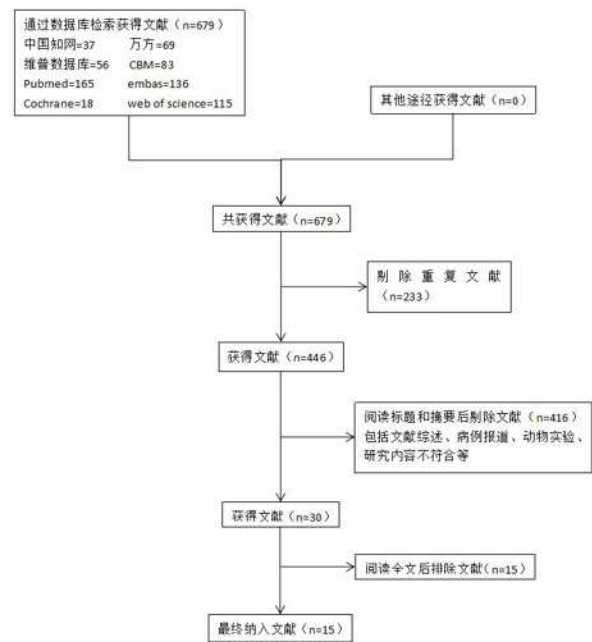 通过数据库检索获得文献（n=679）
中国知网=37 万方=69
维普数据库=56 CBM=83
Pubmed=165 embas=136
Cochrane=18 web of science=115
其他途径获得文献（n=0）
共获得文献（n=679）
剔除重复文献
（n=233）
获得文献（n=446）
阅读标题和摘要后剔除文献（n=416）
包括文献综述、病例报道、动物实验、
研究内容不符合等
获得文献（n=30）
阅读全文后排除文献（n=15）
最终纳入文献（n=15）